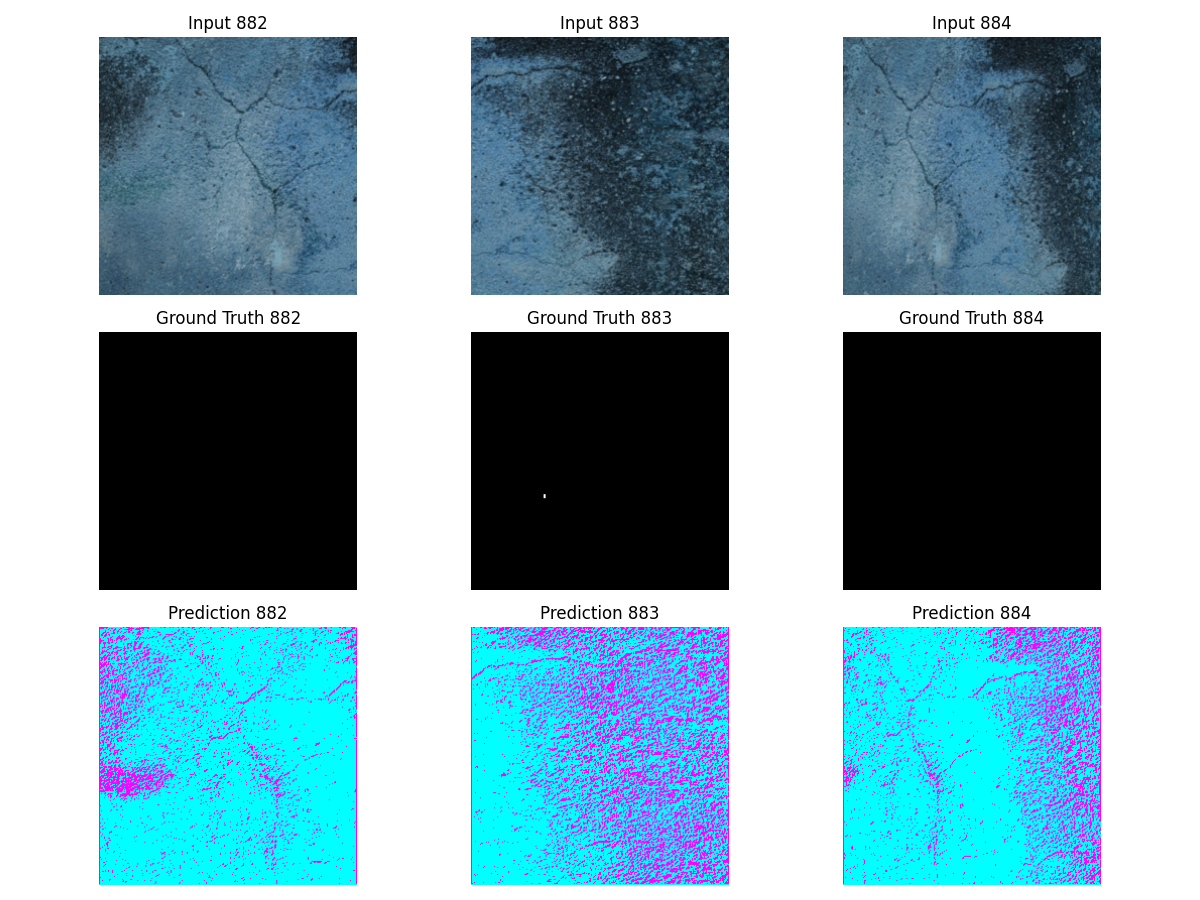 Input 882
Input 883
Input 884
Ground Truth 882
Ground Truth 883
Ground Truth 884
Prediction 882
Prediction 883
Prediction 884